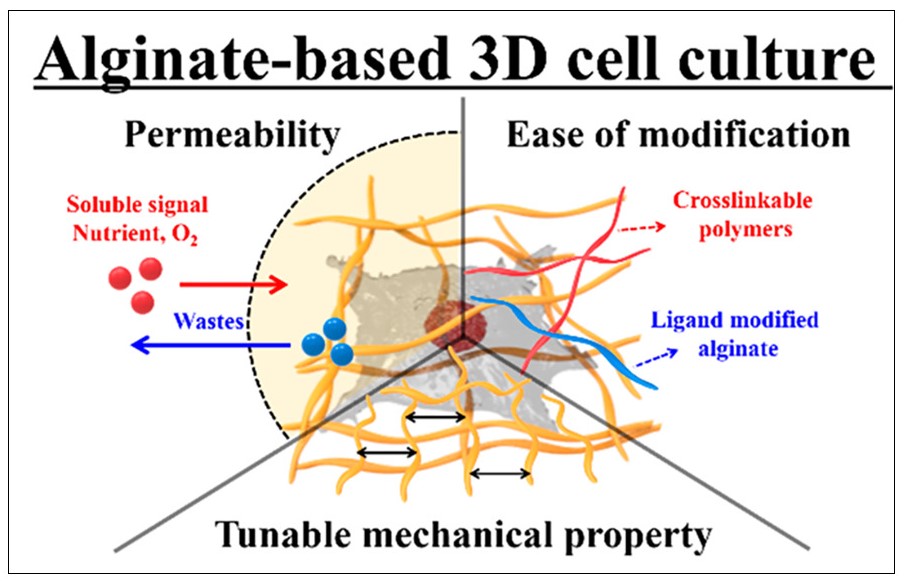 Alginate-based 3D cell culture
Permeability
Ease of modification
Soluble signal
Nutrient, O₂
Wastes
Crosslinkable
polymers
Ligand modified
alginate
Tunable mechanical property